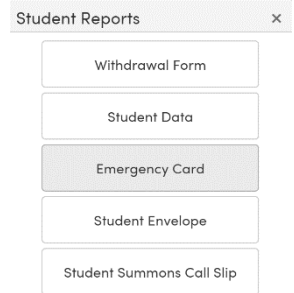 Student Reports ×
Withdrawal Form
Student Data
Emergency Card
Student Envelope
Student Summons Call Slip